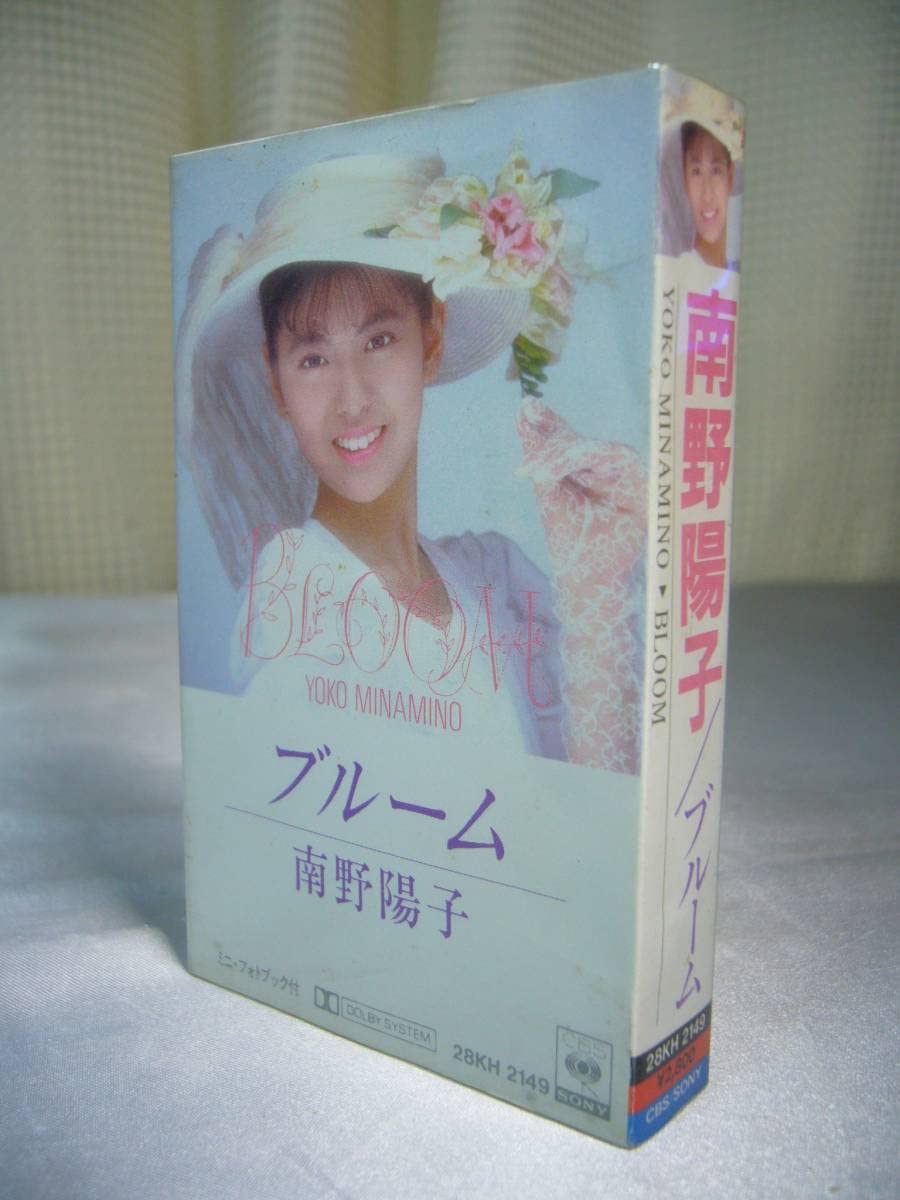 BLOOM
YOKO MINAMINO
ブルーム
南野陽子
ミニ・フォトブック付
DOLBY SYSTEM
28KH 2149
CBS
SONY
南野陽子/ブルーム
YOKO MINAMINO ▶ BLOOM
28KH 2149
¥2,800
CBS/SONY